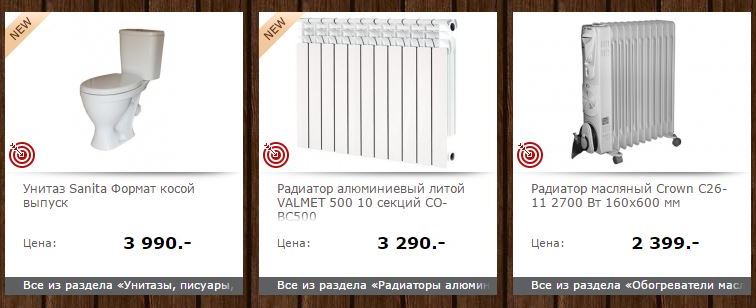 NEW
Унитаз Sanita Формат косой
выпуск
Цена: 3 990.-
Все из раздела «Унитазы, писуары,
NEW
Радиатор алюминиевый литой
VALMET 500 10 секций CO-
BC500
Цена: 3 290.-
Все из раздела «Радиаторы алюмин
Радиатор масляный Crown C26-
11 2700 Вт 160х600 мм
Цена: 2 399.-
Все из раздела «Обогреватели мас